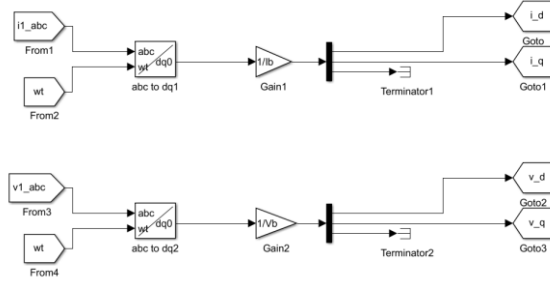 i1_abc
From1
wt
From2
abc
wt
dq0
abc to dq1
1/Ib
Gain1
Terminator1
i_d
Goto
i_q
Goto1
v1_abc
From3
wt
From4
abc
wt
dq0
abc to dq2
1/Vb
Gain2
Terminator2
v_d
Goto2
v_q
Goto3